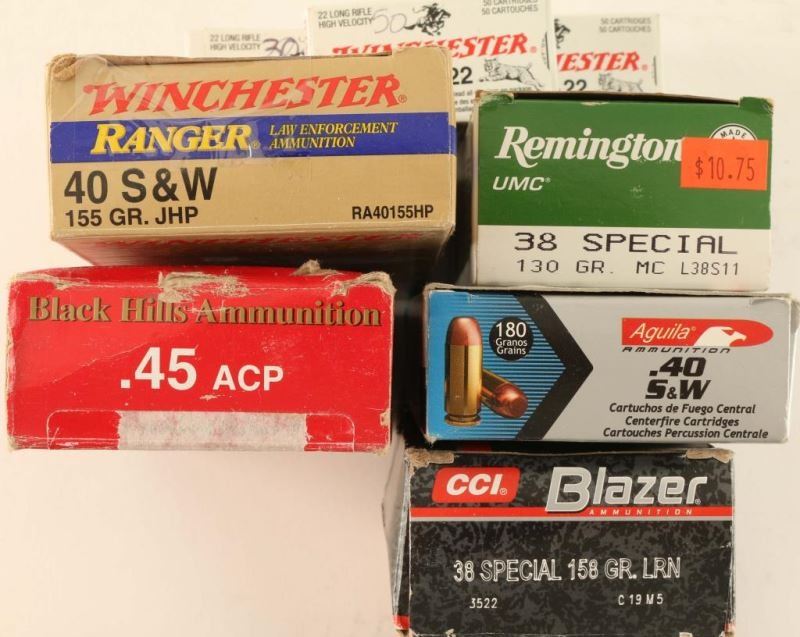 22 LONG RIFLE
HIGH VELOCITY
30
22 LONG RIFLE
HIGH VELOCITY
50
50 CARTRIDGES
50 CARTOUCHES
WINCHESTER®
22
50 CARTRIDGES
50 CARTOUCHES
22
WINCHESTER®
RANGER® LAW ENFORCEMENT
AMMUNITION
40 S&W
155 GR. JHP RA40155HP
WINCHESTER
Remington
MADE
UMC®
$10.75
38 SPECIAL
130 GR. MC L38S11
Black Hills Ammunition
.45 ACP
180
Granos
Grains
Aguila®
AMMUNITION
.40
S&W
Cartuchos de Fuego Central
Centerfire Cartridges
Cartouches Percussion Centrale
CCI® Blazer®
AMMUNITION
38 SPECIAL 158 GR. LRN
3522 C19M5